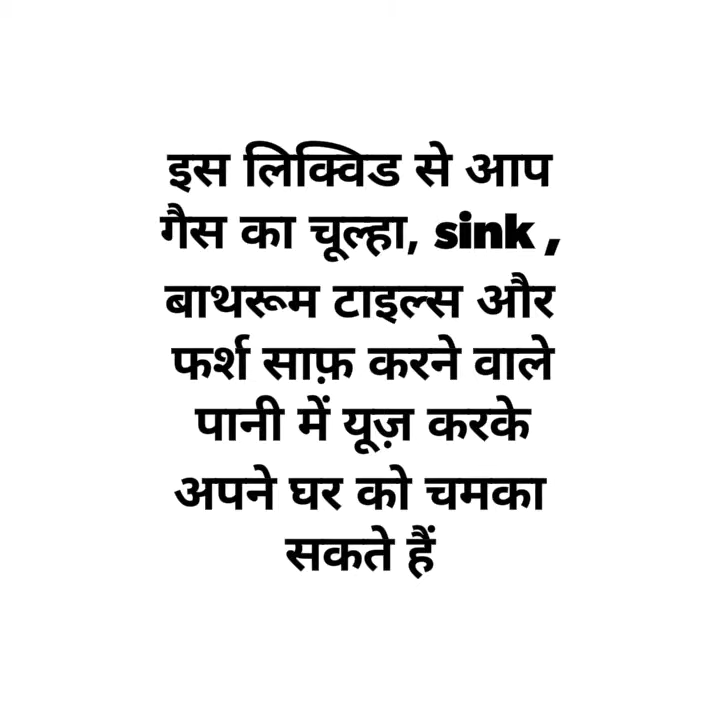 इस लिक्विड से आप
गैस का चूल्हा, sink ,
बाथरूम टाइल्स और
फर्श साफ़ करने वाले
पानी में यूज़ करके
अपने घर को चमका
सकते हैं